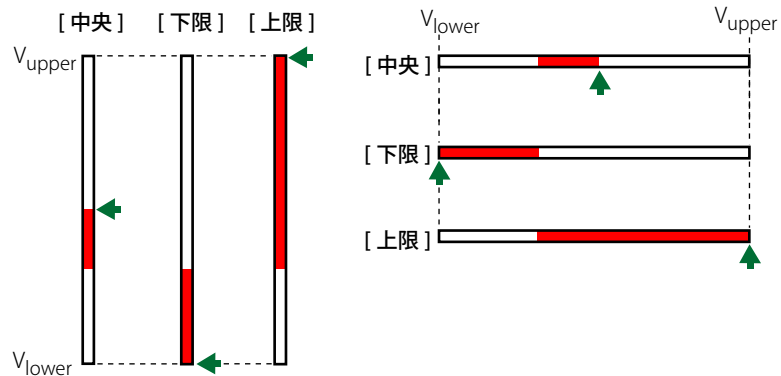 [ 中央 ] [ 下限 ] [ 上限 ]
Vupper
Vlower
Vlower
Vupper
[ 中央 ]
[ 下限 ]
[ 上限 ]